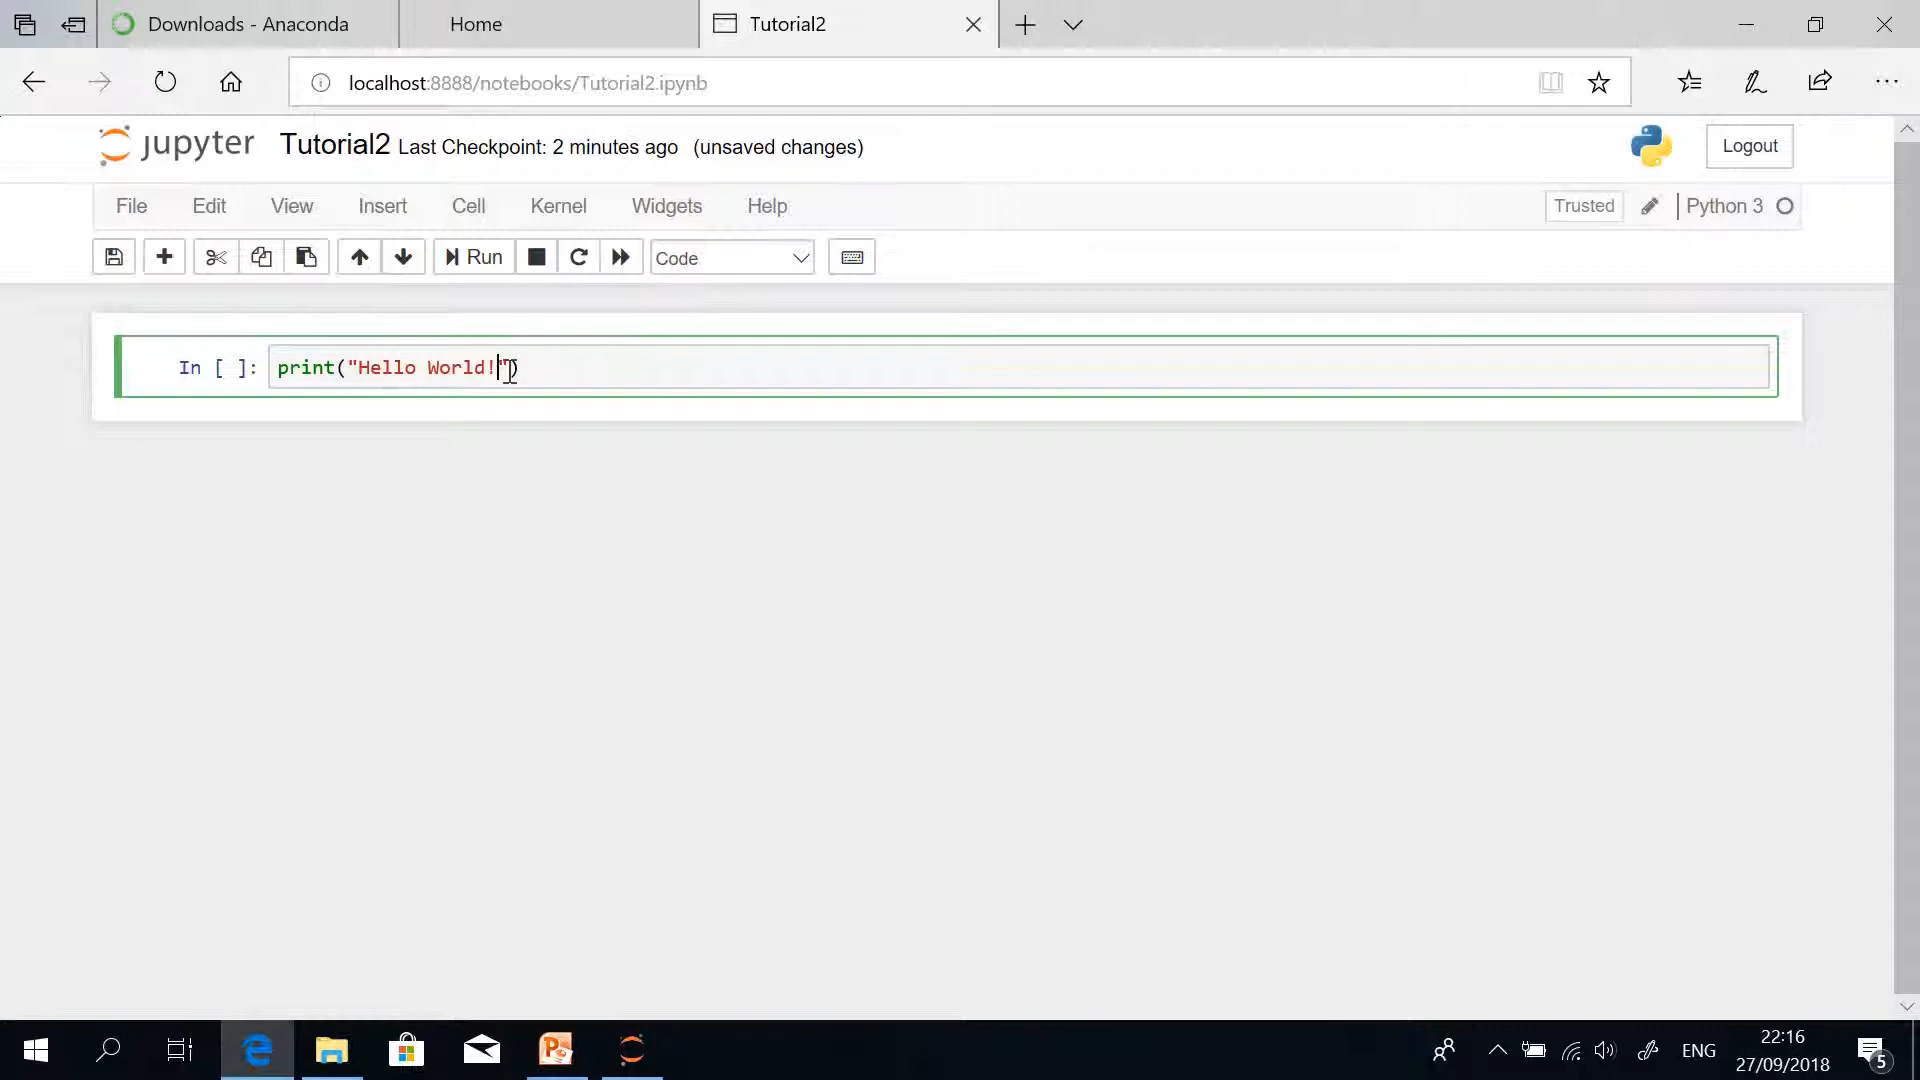 Downloads - Anaconda
Home
Tutorial2
localhost:8888/notebooks/Tutorial2.ipynb
jupyter
Tutorial2 Last Checkpoint: 2 minutes ago (unsaved changes)
Logout
File Edit View Insert Cell Kernel Widgets Help
Trusted
Python 3
Run
Code
In [ ]: print("Hello World!")
ENG
22:16
27/09/2018
5